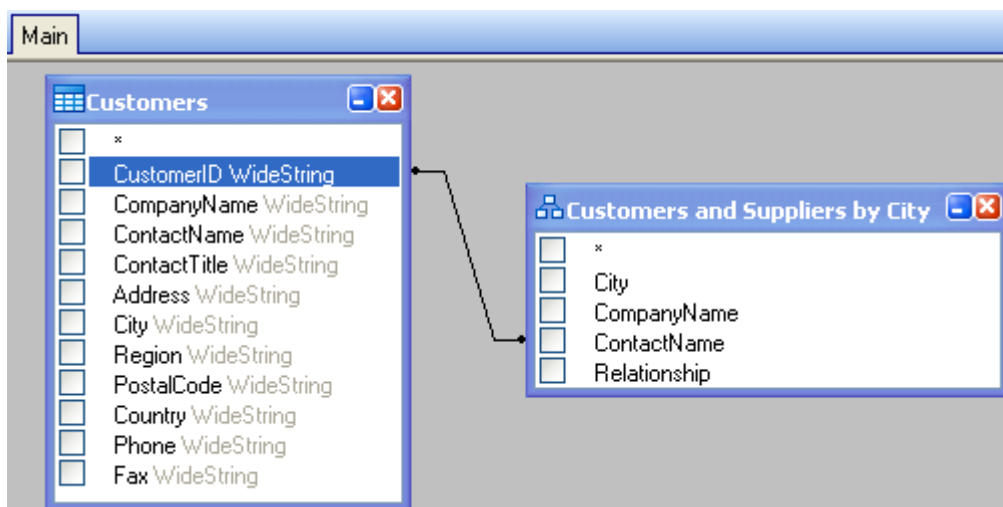 Main
Customers
*
CustomerID WideString
CompanyName WideString
ContactName WideString
ContactTitle WideString
Address WideString
City WideString
Region WideString
PostalCode WideString
Country WideString
Phone WideString
Fax WideString
Customers and Suppliers by City
*
City
CompanyName
ContactName
Relationship